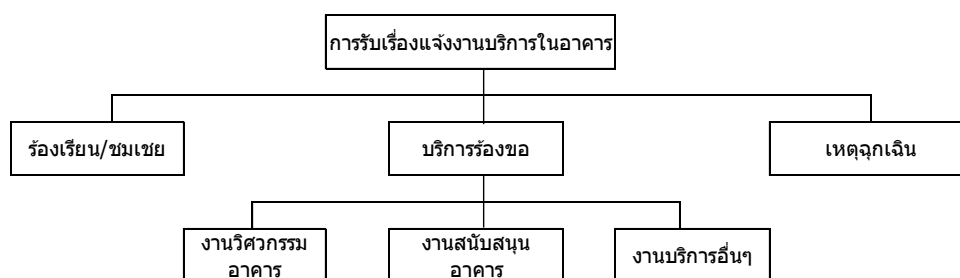 การรับเรื่องแจ้งงานบริการในอาคาร
ร้องเรียน/ชมเชย
บริการร้องขอ
เหตุฉุกเฉิน
งานวิศวกรรม
อาคาร
งานสนับสนุน
อาคาร
งานบริการอื่นๆ